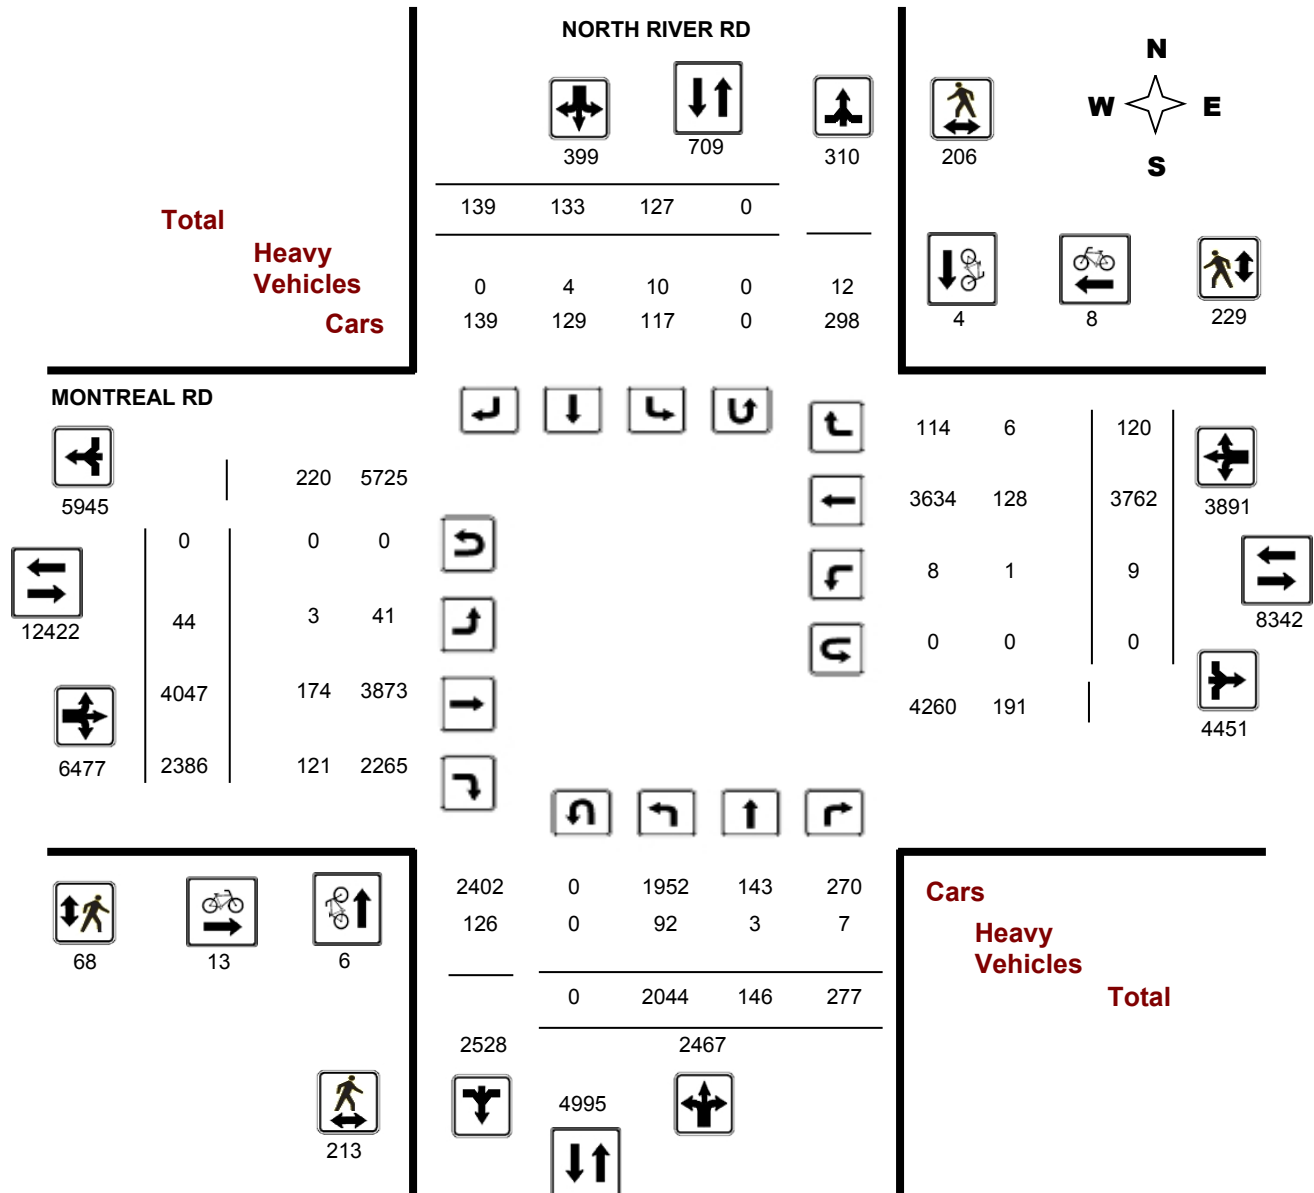 NORTH RIVER RD
N
W E
S
399 709 310 206
139 133 127 0
Total
Heavy
Vehicles
0 4 10 0 12
Cars
139 129 117 0 298
4 8 229
MONTREAL RD
114 6 120
220 5725
5945
3634 128 3762 3891
0 0 0
8 1 9
44 3 41
12422
8342
0 0 0
4047 174 3873
4260 191
4451
6477 2386 121 2265
2402 0 1952 143 270
Cars
126 0 92 3 7
Heavy
Vehicles
68 13 6
0 2044 146 277
Total
2528 2467
4995
213